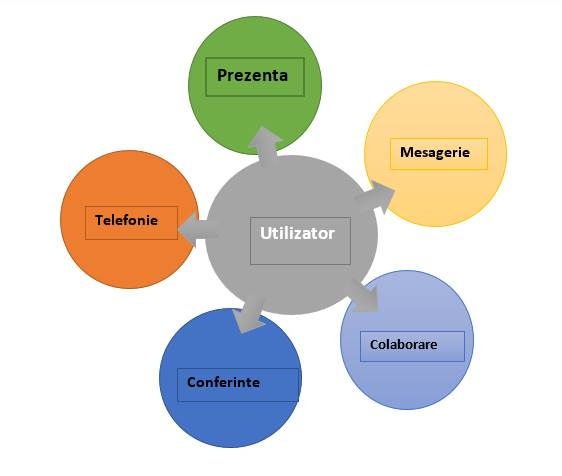 Prezenta
Mesagerie
Telefonie
Utilizator
Colaborare
Conferinte